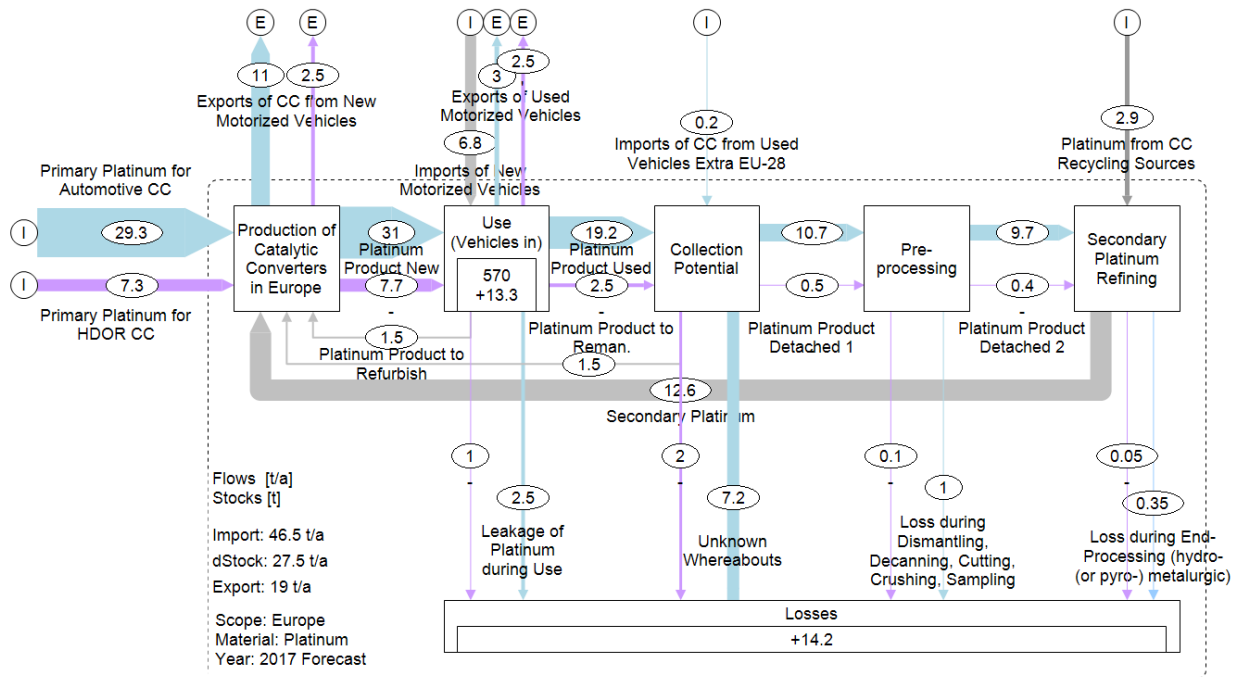 E
E
I
E
E
I
I
11
2.5
3
2.5
Exports of CC from New
Motorized Vehicles
Exports of Used
Motorized Vehicles
6.8
Imports of New
Motorized Vehicles
0.2
Imports of CC from Used
Vehicles Extra EU-28
2.9
Platinum from CC
Recycling Sources
Primary Platinum for
Automotive CC
I
29.3
Production of
Catalytic
Converters
in Europe
31
Platinum
Product New
Use
(Vehicles in)
570
+13.3
19.2
Platinum
Product Used
Collection
Potential
10.7
Pre-
processing
9.7
Secondary
Platinum
Refining
I
7.3
Primary Platinum for
HDOR CC
7.7
-
2.5
-
0.5
Platinum Product
Detached 1
0.4
-
Platinum Product
Detached 2
1.5
Platinum Product to
Refurbish
Platinum Product to
Reman.
1.5
12.6
Secondary Platinum
1
-
2.5
Leakage of
Platinum
during Use
2
-
7.2
Unknown
Whereabouts
0.1
-
1
Loss during
Dismantling,
Decanning, Cutting,
Crushing, Sampling
0.05
-
0.35
Loss during End-
Processing (hydro-
(or pyro-) metalurgic)
Flows [t/a]
Stocks [t]
Import: 46.5 t/a
dStock: 27.5 t/a
Export: 19 t/a
Scope: Europe
Material: Platinum
Year: 2017 Forecast
Losses
+14.2